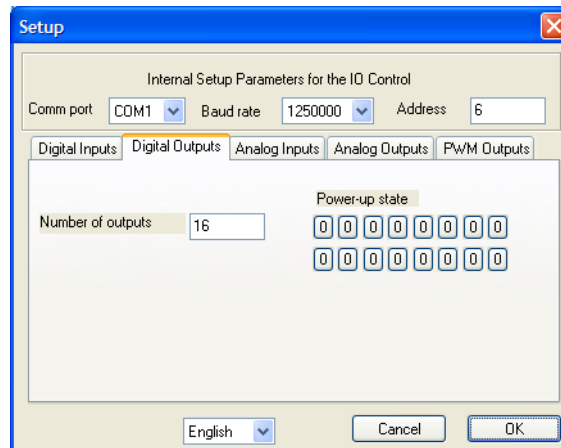 Setup
Internal Setup Parameters for the IO Control
Comm port COM1 Baud rate 1250000 Address 6
Digital Inputs Digital Outputs Analog Inputs Analog Outputs PWM Outputs
Power-up state
Number of outputs 16
0 0 0 0 0 0 0 0
0 0 0 0 0 0 0 0
English Cancel OK